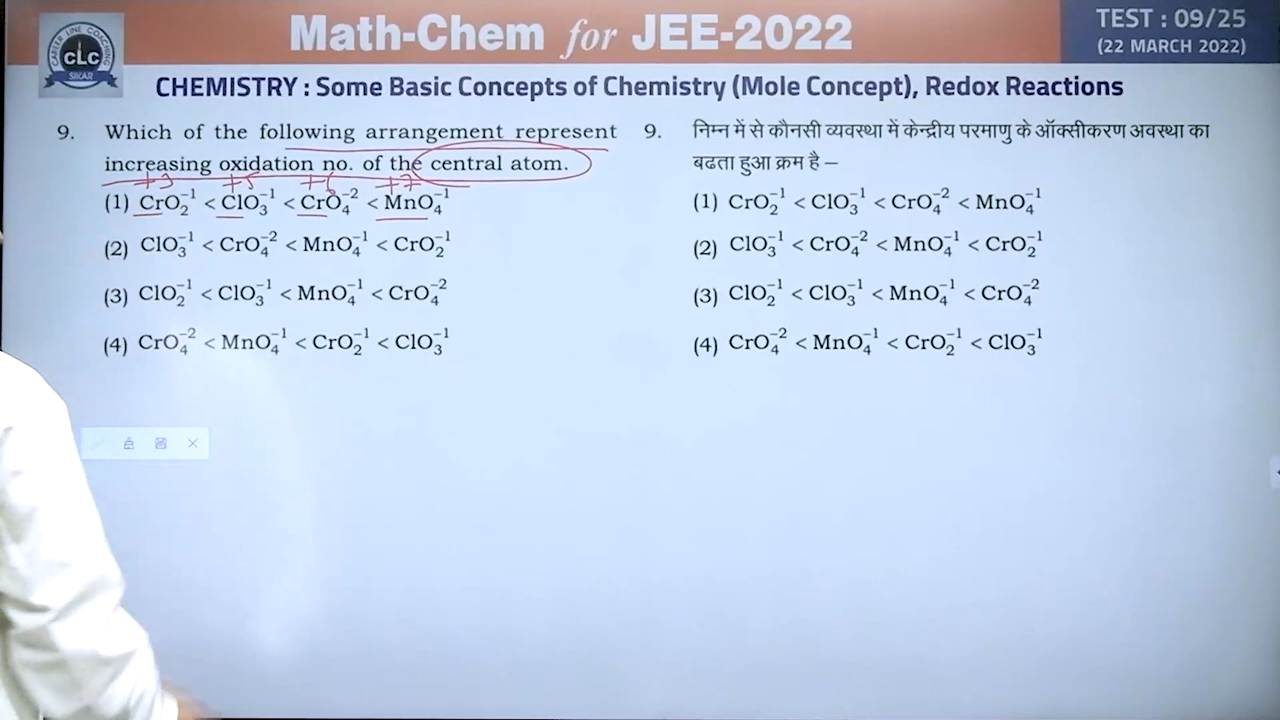 CAREER LINE COACHING
CLC
SIKAR
Math-Chem for JEE-2022
TEST : 09/25
(22 MARCH 2022)
CHEMISTRY : Some Basic Concepts of Chemistry (Mole Concept), Redox Reactions
9. Which of the following arrangement represent
increasing oxidation no. of the central atom.
+3 +5 +6 +7
(1) CrO₂⁻¹ < ClO₃⁻¹ < CrO₄⁻² < MnO₄⁻¹
(2) ClO₃⁻¹ < CrO₄⁻² < MnO₄⁻¹ < CrO₂⁻¹
(3) ClO₂⁻¹ < ClO₃⁻¹ < MnO₄⁻¹ < CrO₄⁻²
(4) CrO₄⁻² < MnO₄⁻¹ < CrO₂⁻¹ < ClO₃⁻¹
9. निम्न में से कौनसी व्यवस्था में केन्द्रीय परमाणु के ऑक्सीकरण अवस्था का
बढता हुआ क्रम है –
(1) CrO₂⁻¹ < ClO₃⁻¹ < CrO₄⁻² < MnO₄⁻¹
(2) ClO₃⁻¹ < CrO₄⁻² < MnO₄⁻¹ < CrO₂⁻¹
(3) ClO₂⁻¹ < ClO₃⁻¹ < MnO₄⁻¹ < CrO₄⁻²
(4) CrO₄⁻² < MnO₄⁻¹ < CrO₂⁻¹ < ClO₃⁻¹